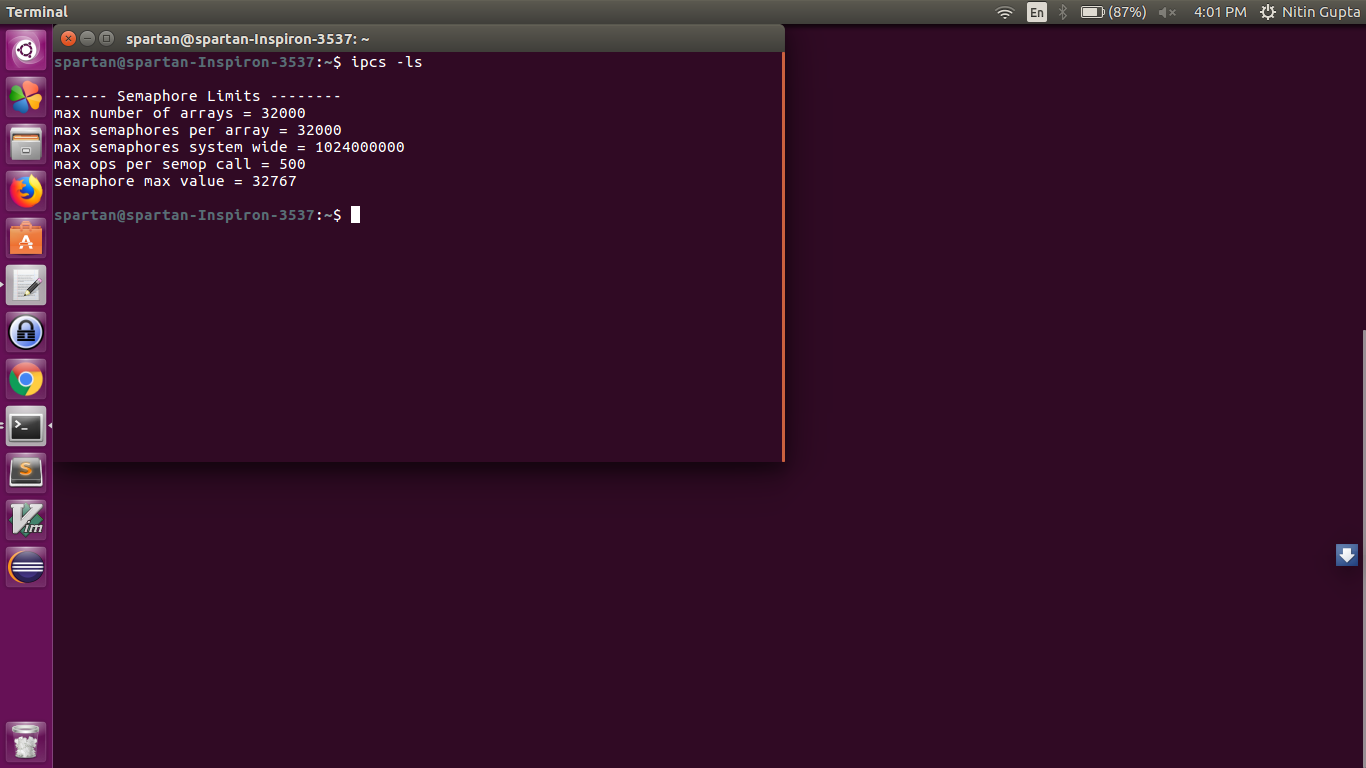 Terminal
En
(87%)
4:01 PM
Nitin Gupta
spartan@spartan-Inspiron-3537: ~
spartan@spartan-Inspiron-3537:~$ ipcs -ls
------ Semaphore Limits --------
max number of arrays = 32000
max semaphores per array = 32000
max semaphores system wide = 1024000000
max ops per semop call = 500
semaphore max value = 32767
spartan@spartan-Inspiron-3537:~$
A
>_
S
Vim